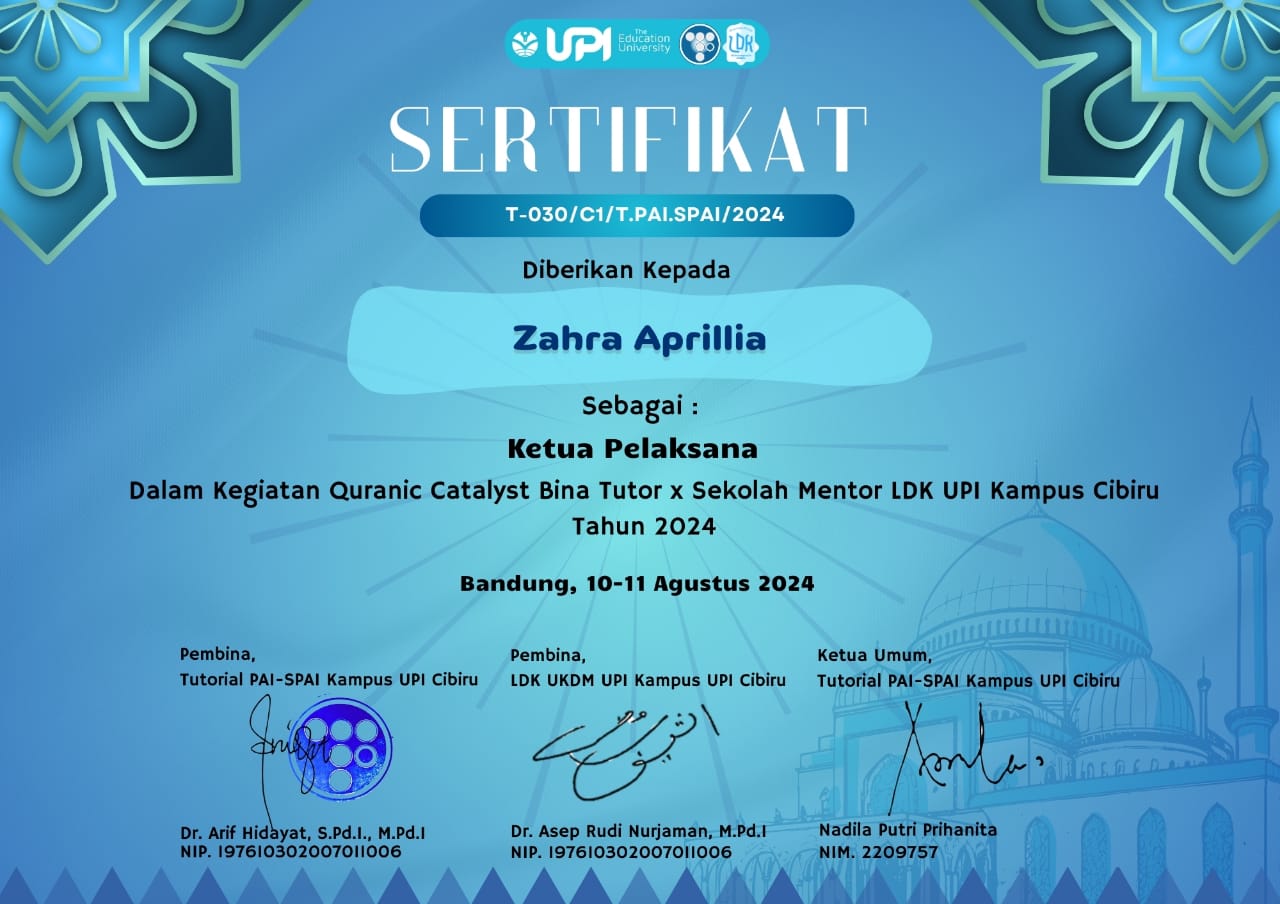 UPI The Education University LDK
SERTIFIKAT
T-030/C1/T.PAI.SPAI/2024
Diberikan Kepada
Zahra Aprillia
Sebagai :
Ketua Pelaksana
Dalam Kegiatan Quranic Catalyst Bina Tutor x Sekolah Mentor LDK UPI Kampus Cibiru
Tahun 2024
Bandung, 10-11 Agustus 2024
Pembina,
Tutorial PAI-SPAI Kampus UPI Cibiru
Dr. Arif Hidayat, S.Pd.I., M.Pd.I
NIP. 197610302007011006
Pembina,
LDK UKDM UPI Kampus UPI Cibiru
Dr. Asep Rudi Nurjaman, M.Pd.I
NIP. 197610302007011006
Ketua Umum,
Tutorial PAI-SPAI Kampus UPI Cibiru
Nadila Putri Prihanita
NIM. 2209757